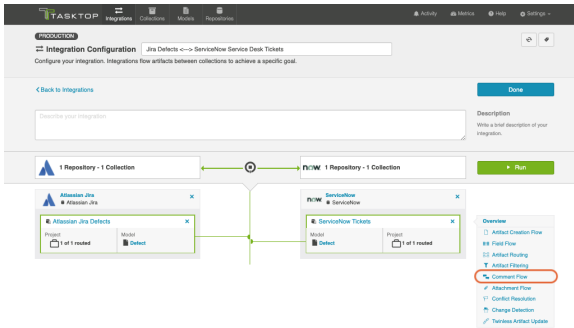 TASKTOP
Integrations
Collections
Models
Repositories
Activity
Metrics
Help
Settings
PRODUCTION
Integration Configuration
Jira Defects <--> ServiceNow Service Desk Tickets
Configure your integration. Integrations flow artifacts between collections to achieve a specific goal.
Back to Integrations
Done
Describe your integration
Description
Write a brief description of your
integration.
1 Repository - 1 Collection
now
1 Repository - 1 Collection
Run
Atlassian Jira
Atlassian Jira
now
ServiceNow
ServiceNow
Atlassian Jira Defects
Project
1 of 1 routed
Model
Defect
ServiceNow Tickets
Model
Defect
Project
1 of 1 routed
Overview
Artifact Creation Flow
Field Flow
Artifact Routing
Artifact Filtering
Comment Flow
Attachment Flow
Conflict Resolution
Change Detection
Twinless Artifact Update